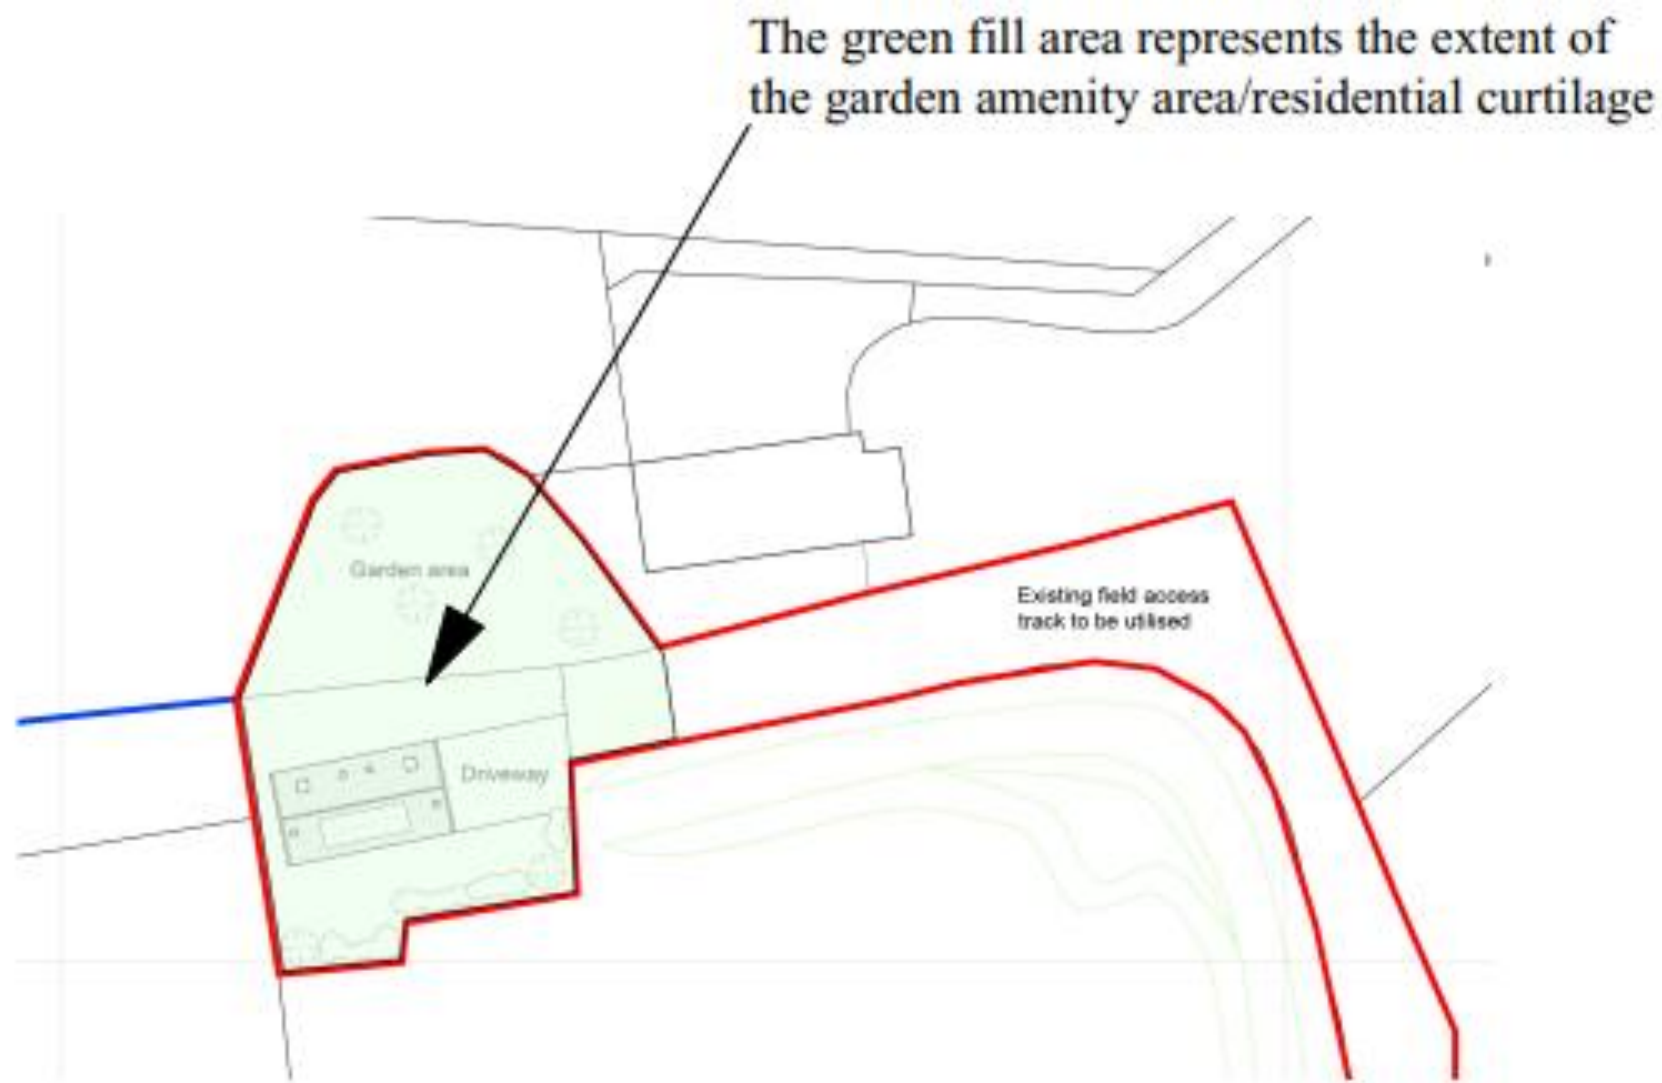 The green fill area represents the extent of
the garden amenity area/residential curtilage
Garden area
Existing field access
track to be utilised
Driveway